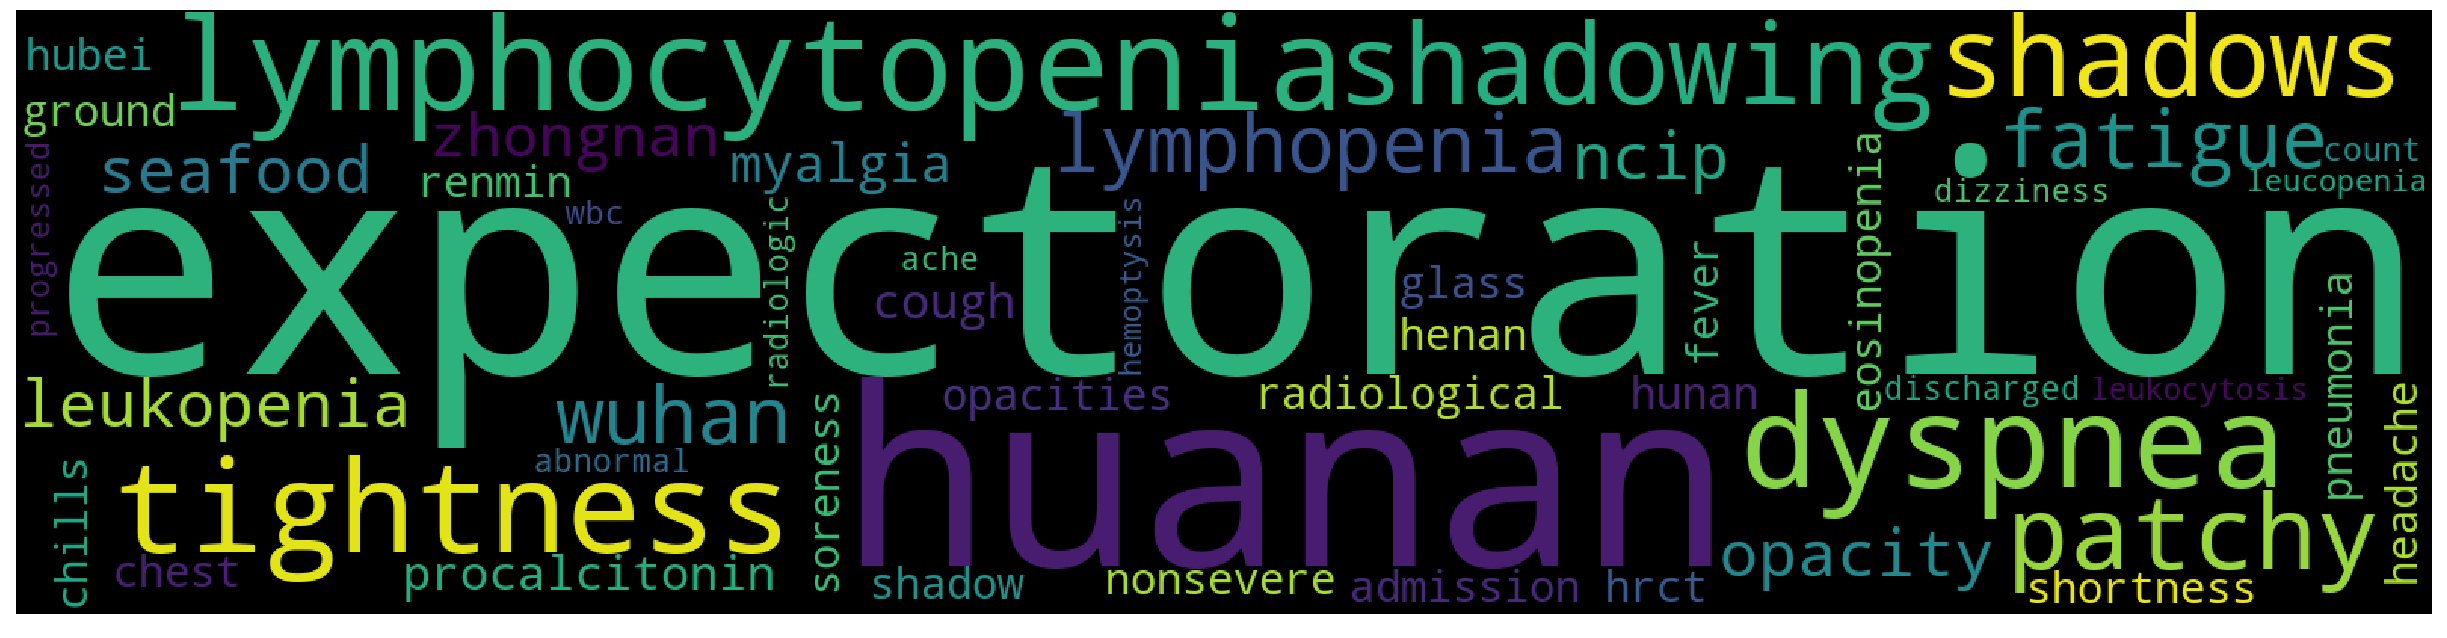 hubei
lymphocytopenia
shadowing
shadows
ground
zhongnan
lymphopenia
fatigue
seafood
renmin
myalgia
ncip
count
leucopenia
dizziness
progressed
wbc
expectoration
radiologic
ache
cough
hemoptysis
glass
henan
fever
eosinopenia
pneumonia
leukopenia
wuhan
opacities
radiological
hunan
discharged
leukocytosis
huanan
dyspnea
headache
abnormal
soreness
chills
tightness
patchy
opacity
chest
procalcitonin
shadow
nonsevere
admission
hrct
shortness